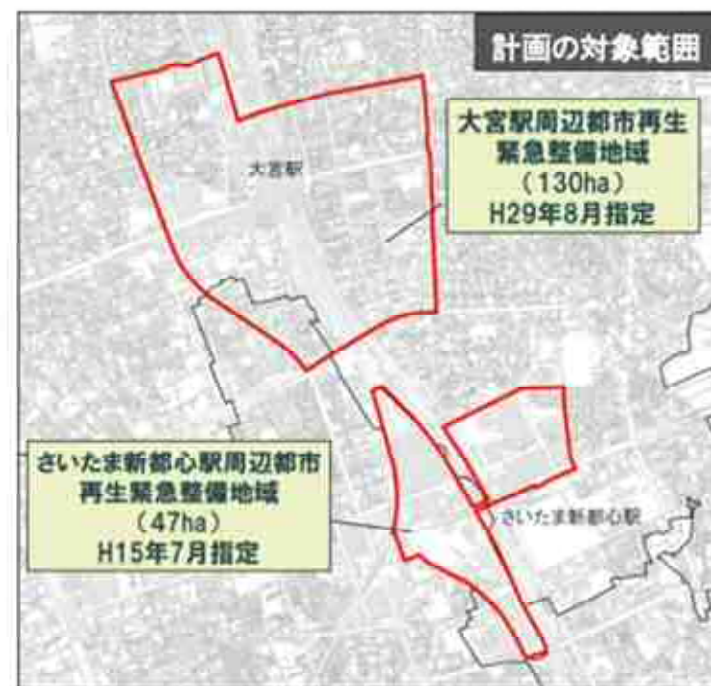 計画の対象範囲
大宮駅周辺都市再生
緊急整備地域
(130ha)
H29年8月指定
大宮駅
さいたま新都心駅周辺都市
再生緊急整備地域
(47ha)
H15年7月指定
さいたま新都心駅